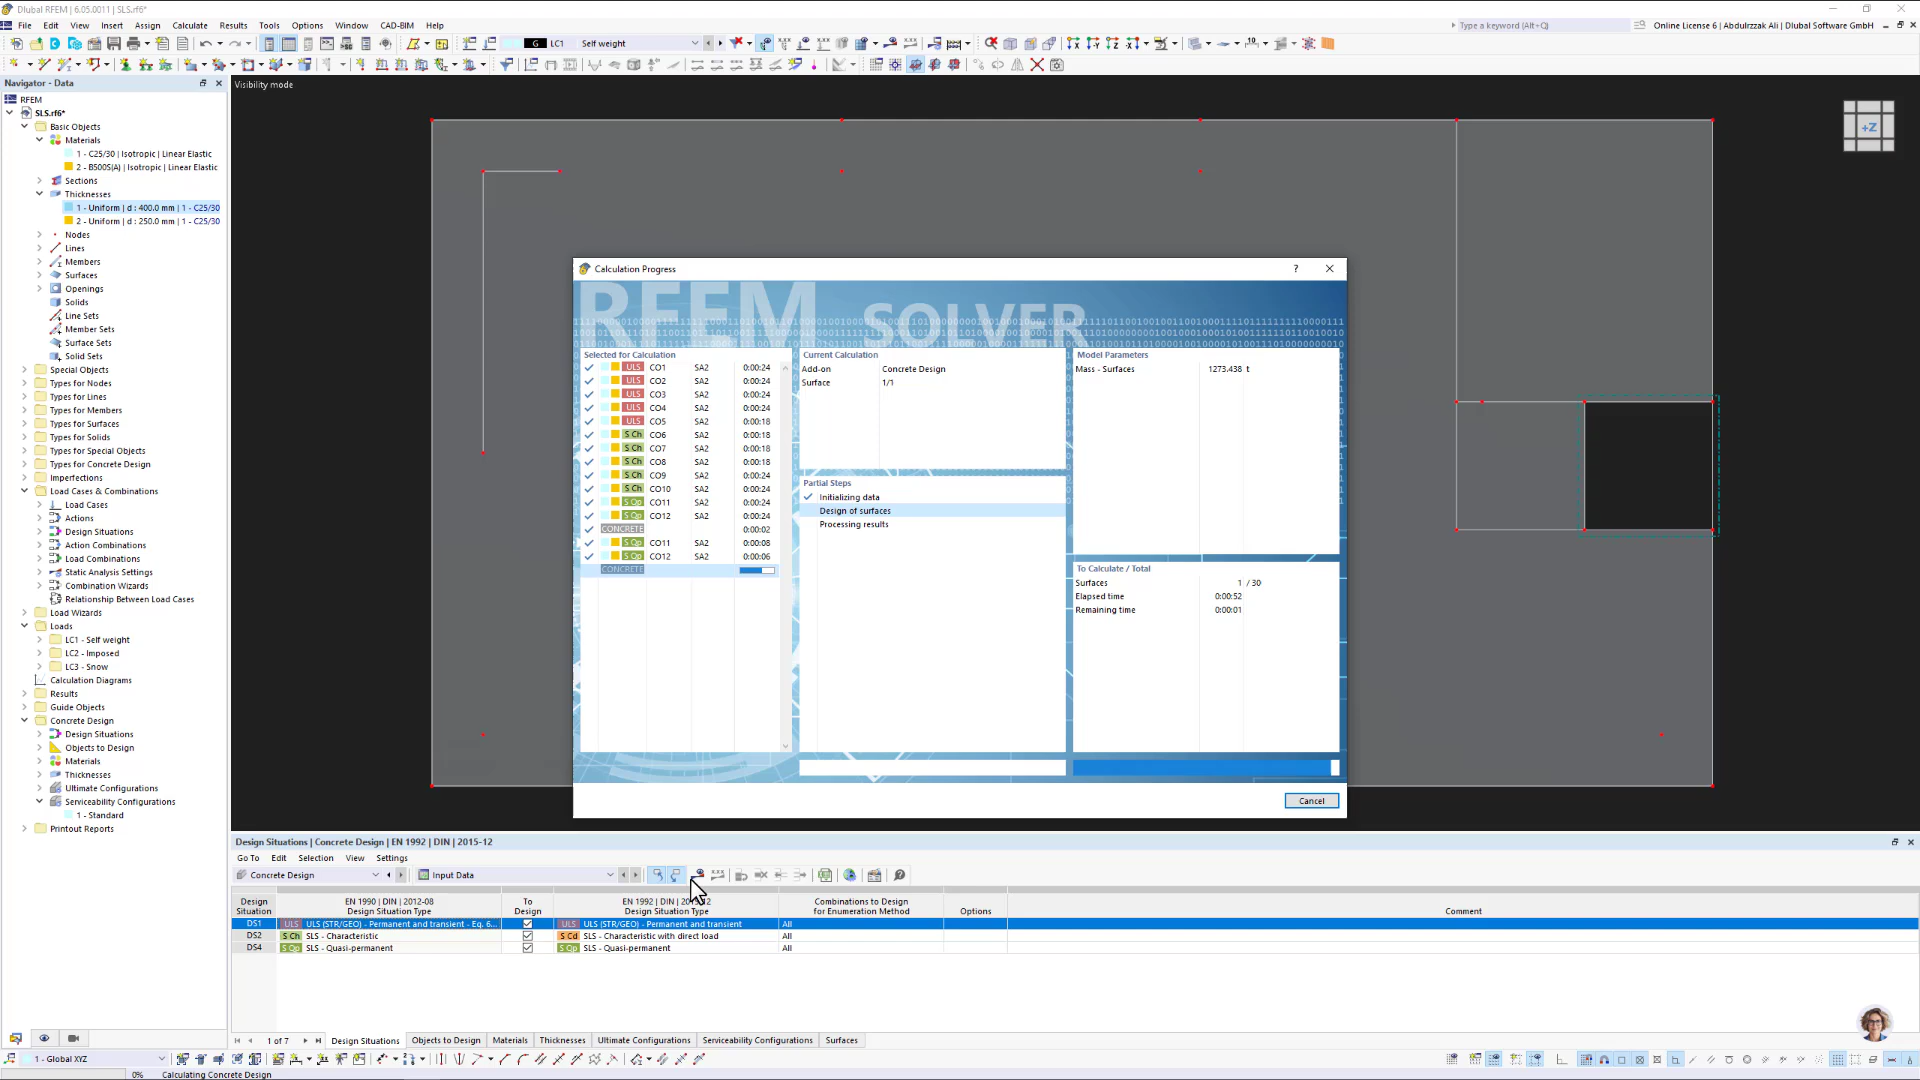 Dlubal RFEM | 6.05.0011 | SLS.rf6*
File Edit View Insert Assign Calculate Results Tools Options Window CAD-BIM Help
Type a keyword (Alt+Q)
Online License 6 | Abdulrzzak Ali | Dlubal Software GmbH
G LC1 Self weight
Navigator - Data
RFEM
SLS.rf6*
Basic Objects
Materials
1 - C25/30 | Isotropic | Linear Elastic
2 - B500S(A) | Isotropic | Linear Elastic
Sections
Thicknesses
1 - Uniform | d : 400.0 mm | 1 - C25/30
2 - Uniform | d : 250.0 mm | 1 - C25/30
Nodes
Lines
Members
Surfaces
Openings
Solids
Line Sets
Member Sets
Surface Sets
Solid Sets
Special Objects
Types for Nodes
Types for Lines
Types for Members
Types for Surfaces
Types for Solids
Types for Special Objects
Types for Concrete Design
Imperfections
Load Cases & Combinations
Load Cases
Actions
Design Situations
Action Combinations
Load Combinations
Static Analysis Settings
Combination Wizards
Relationship Between Load Cases
Load Wizards
Loads
LC1 - Self weight
LC2 - Imposed
LC3 - Snow
Calculation Diagrams
Results
Guide Objects
Concrete Design
Design Situations
Objects to Design
Materials
Thicknesses
Ultimate Configurations
Serviceability Configurations
1 - Standard
Printout Reports
Visibility mode
+Z
Calculation Progress
?
RFEM SOLVER
Selected for Calculation
ULS CO1 SA2 0:00:24
ULS CO2 SA2 0:00:24
ULS CO3 SA2 0:00:24
ULS CO4 SA2 0:00:24
ULS CO5 SA2 0:00:18
S Ch CO6 SA2 0:00:18
S Ch CO7 SA2 0:00:18
S Ch CO8 SA2 0:00:18
S Ch CO9 SA2 0:00:24
S Ch CO10 SA2 0:00:24
S Qp CO11 SA2 0:00:24
S Qp CO12 SA2 0:00:24
CONCRETE 0:00:02
S Qp CO11 SA2 0:00:08
S Qp CO12 SA2 0:00:06
CONCRETE
Current Calculation
Add-on Concrete Design
Surface 1/1
Partial Steps
Initializing data
Design of surfaces
Processing results
Model Parameters
Mass - Surfaces 1273.438 t
To Calculate / Total
Surfaces 1 / 30
Elapsed time 0:00:52
Remaining time 0:00:01
Cancel
Design Situations | Concrete Design | EN 1992 | DIN | 2015-12
Go To Edit Selection View Settings
Concrete Design Input Data
Design Situation
EN 1990 | DIN | 2012-08 Design Situation Type
To Design
EN 1992 | DIN | Design Situation Type
Combinations to Design for Enumeration Method
Options
Comment
DS1 ULS ULS (STR/GEO) - Permanent and transient - Eq. 6... ULS ULS (STR/GEO) - Permanent and transient All
DS2 S Ch SLS - Characteristic S Cd SLS - Characteristic with direct load All
DS4 S Qp SLS - Quasi-permanent S Qp SLS - Quasi-permanent All
1 of 7 Design Situations Objects to Design Materials Thicknesses Ultimate Configurations Serviceability Configurations Surfaces
1 - Global XYZ
0% Calculating Concrete Design